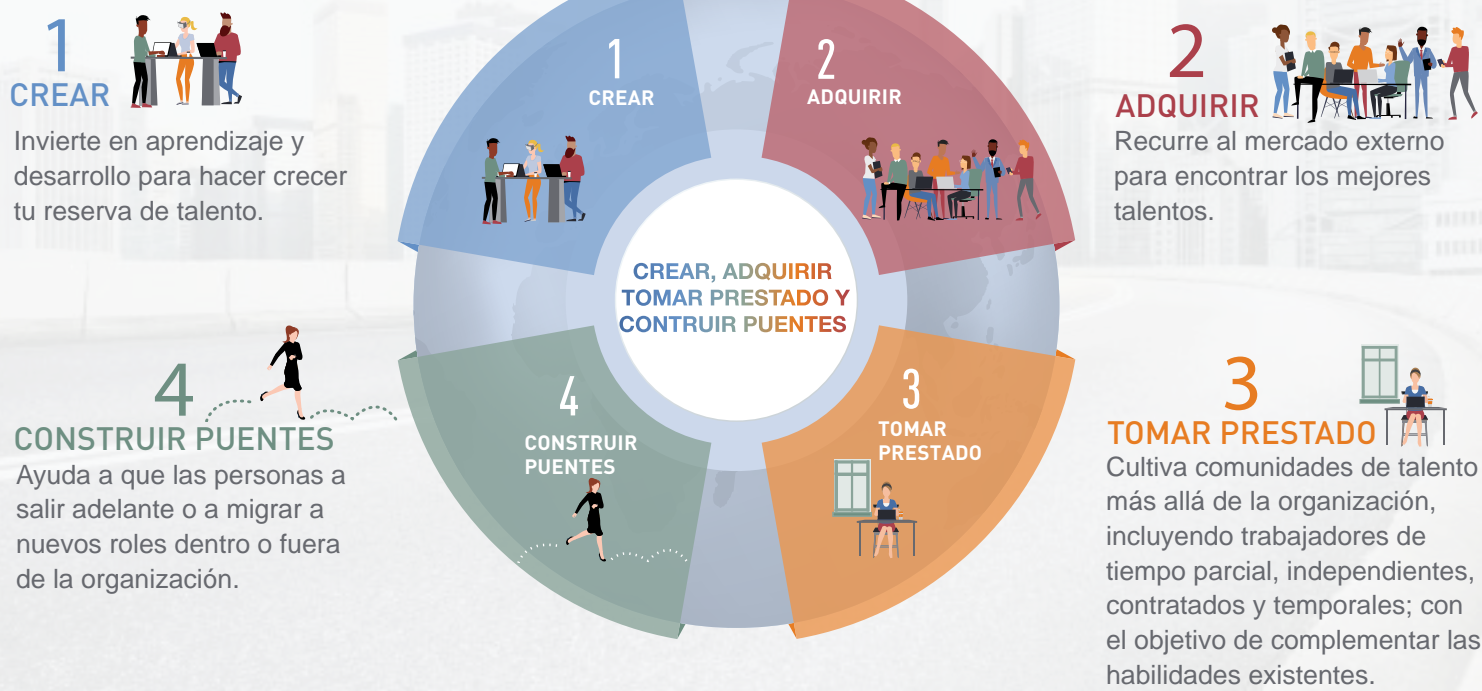 1
CREAR
Invierte en aprendizaje y
desarrollo para hacer crecer
tu reserva de talento.
1
CREAR
2
ADQUIRIR
2
ADQUIRIR
Recurre al mercado externo
para encontrar los mejores
talentos.
CREAR, ADQUIRIR
TOMAR PRESTADO Y
CONTRUIR PUENTES
4
CONSTRUIR PUENTES
Ayuda a que las personas a
salir adelante o a migrar a
nuevos roles dentro o fuera
de la organización.
4
CONSTRUIR
PUENTES
3
TOMAR
PRESTADO
3
TOMAR PRESTADO
Cultiva comunidades de talento
más allá de la organización,
incluyendo trabajadores de
tiempo parcial, independientes,
contratados y temporales; con
el objetivo de complementar las
habilidades existentes.